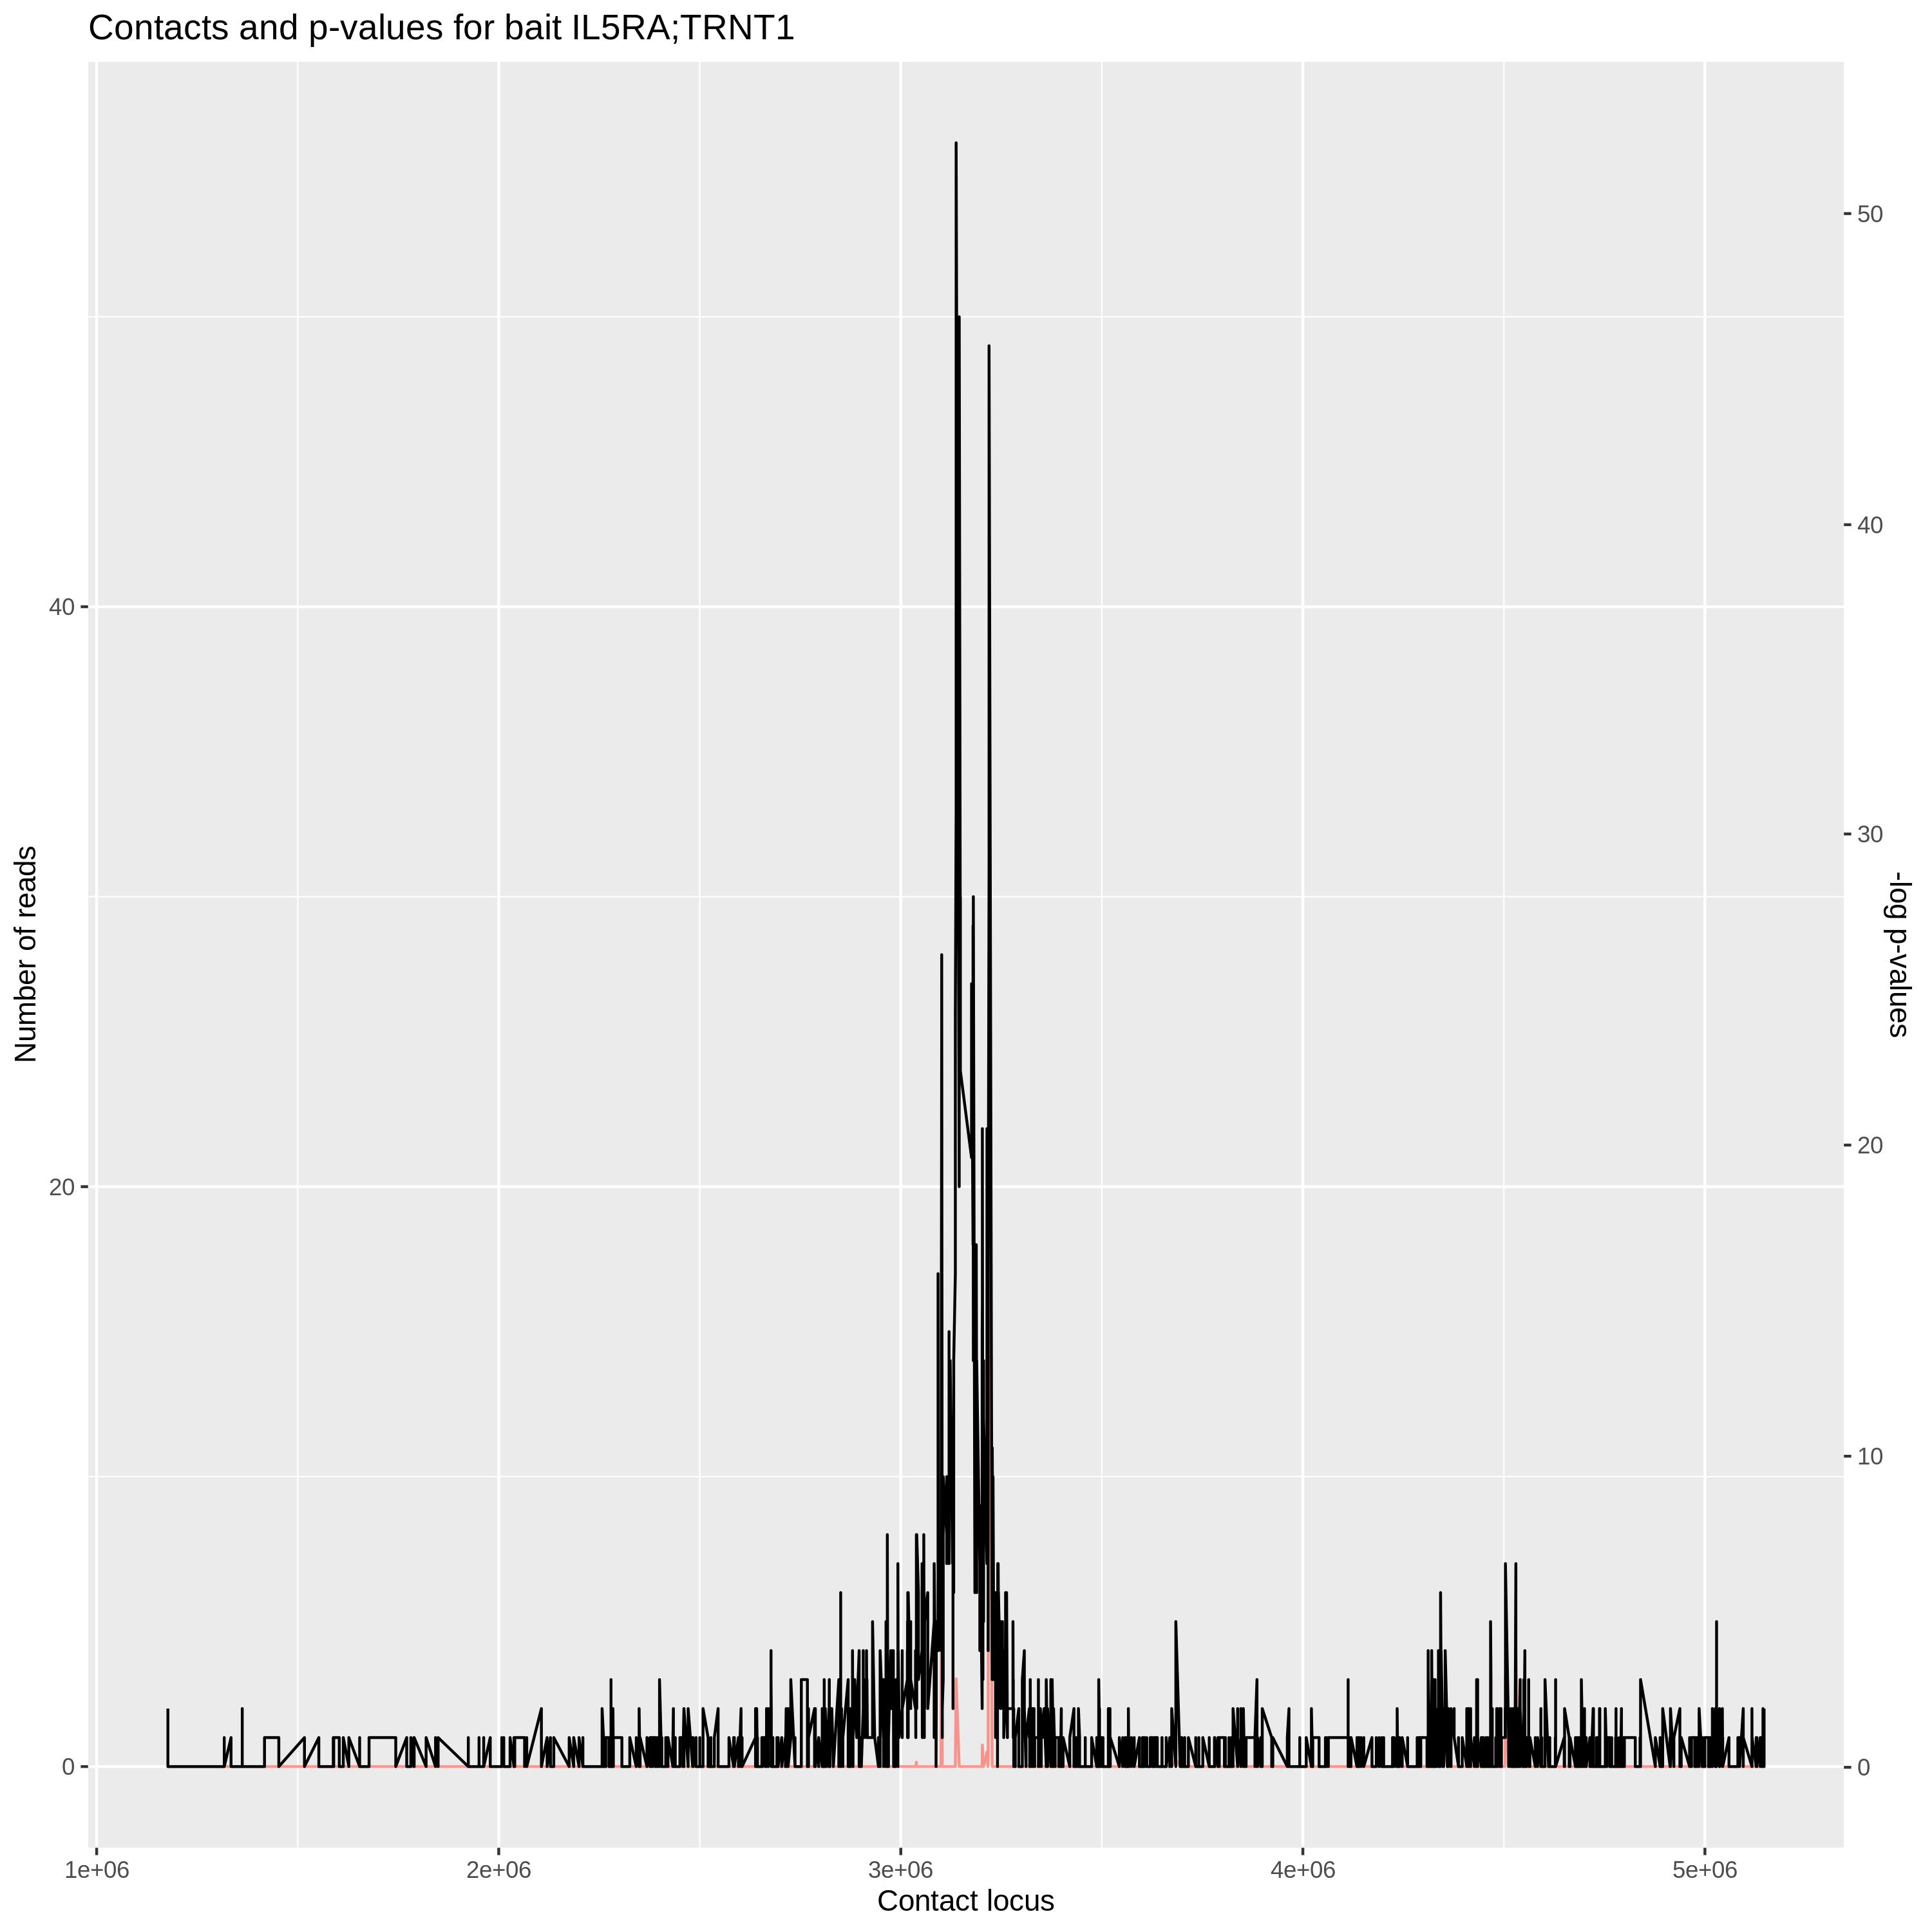 Contacts and p-values for bait IL5RA;TRNT1
Number of reads
40
20
0
50
40
30
20
10
0
-log p-values
1e+06
2e+06
3e+06
4e+06
5e+06
Contact locus